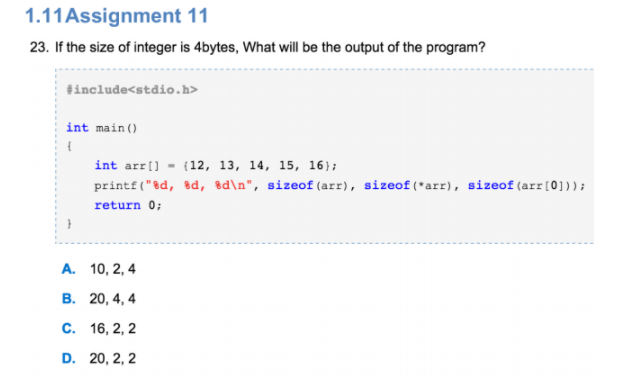 1.11Assignment 11
23. If the size of integer is 4bytes, What will be the output of the program?
#include<stdio.h>
int main()
{
int arr[] = {12, 13, 14, 15, 16};
printf("%d, %d, %d\n", sizeof(arr), sizeof(*arr), sizeof(arr[0]));
return 0;
}
A. 10, 2, 4
B. 20, 4, 4
C. 16, 2, 2
D. 20, 2, 2